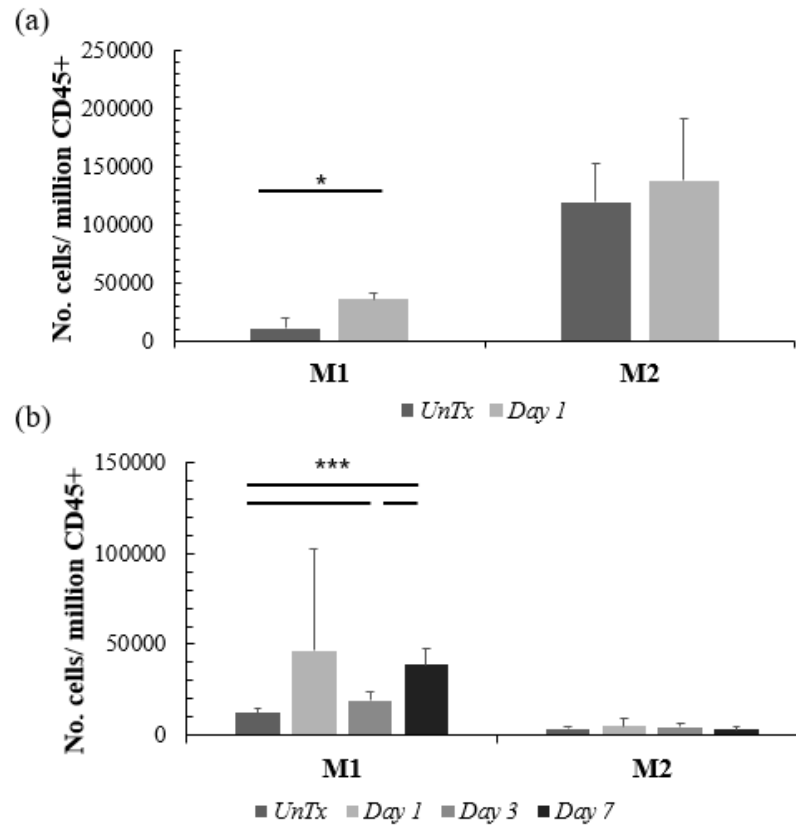 (a)
No. cells/ million CD45+
250000
200000
150000
100000
50000
0
*
M1 M2
UnTx Day 1
(b)
No. cells/ million CD45+
150000
100000
50000
0
***
M1 M2
UnTx Day 1 Day 3 Day 7